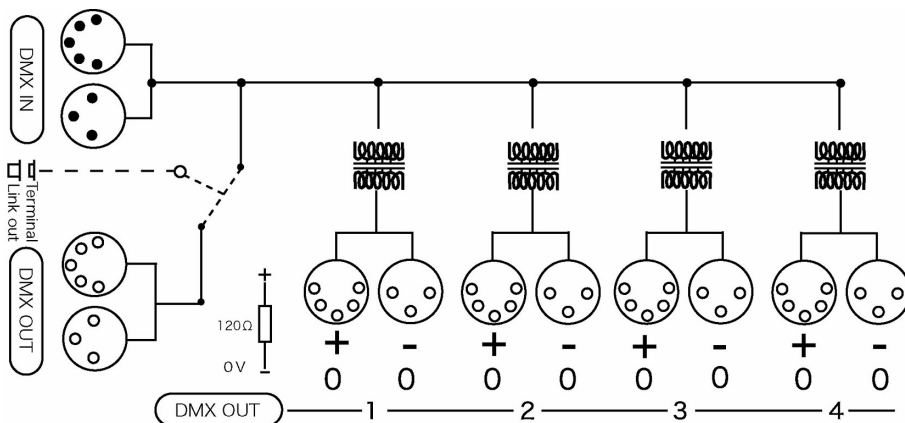 DMX IN
Terminal
Link out
DMX OUT
+
120Ω
0V
-
+ - + - + - + -
0 0 0 0 0 0 0 0
DMX OUT 1 2 3 4